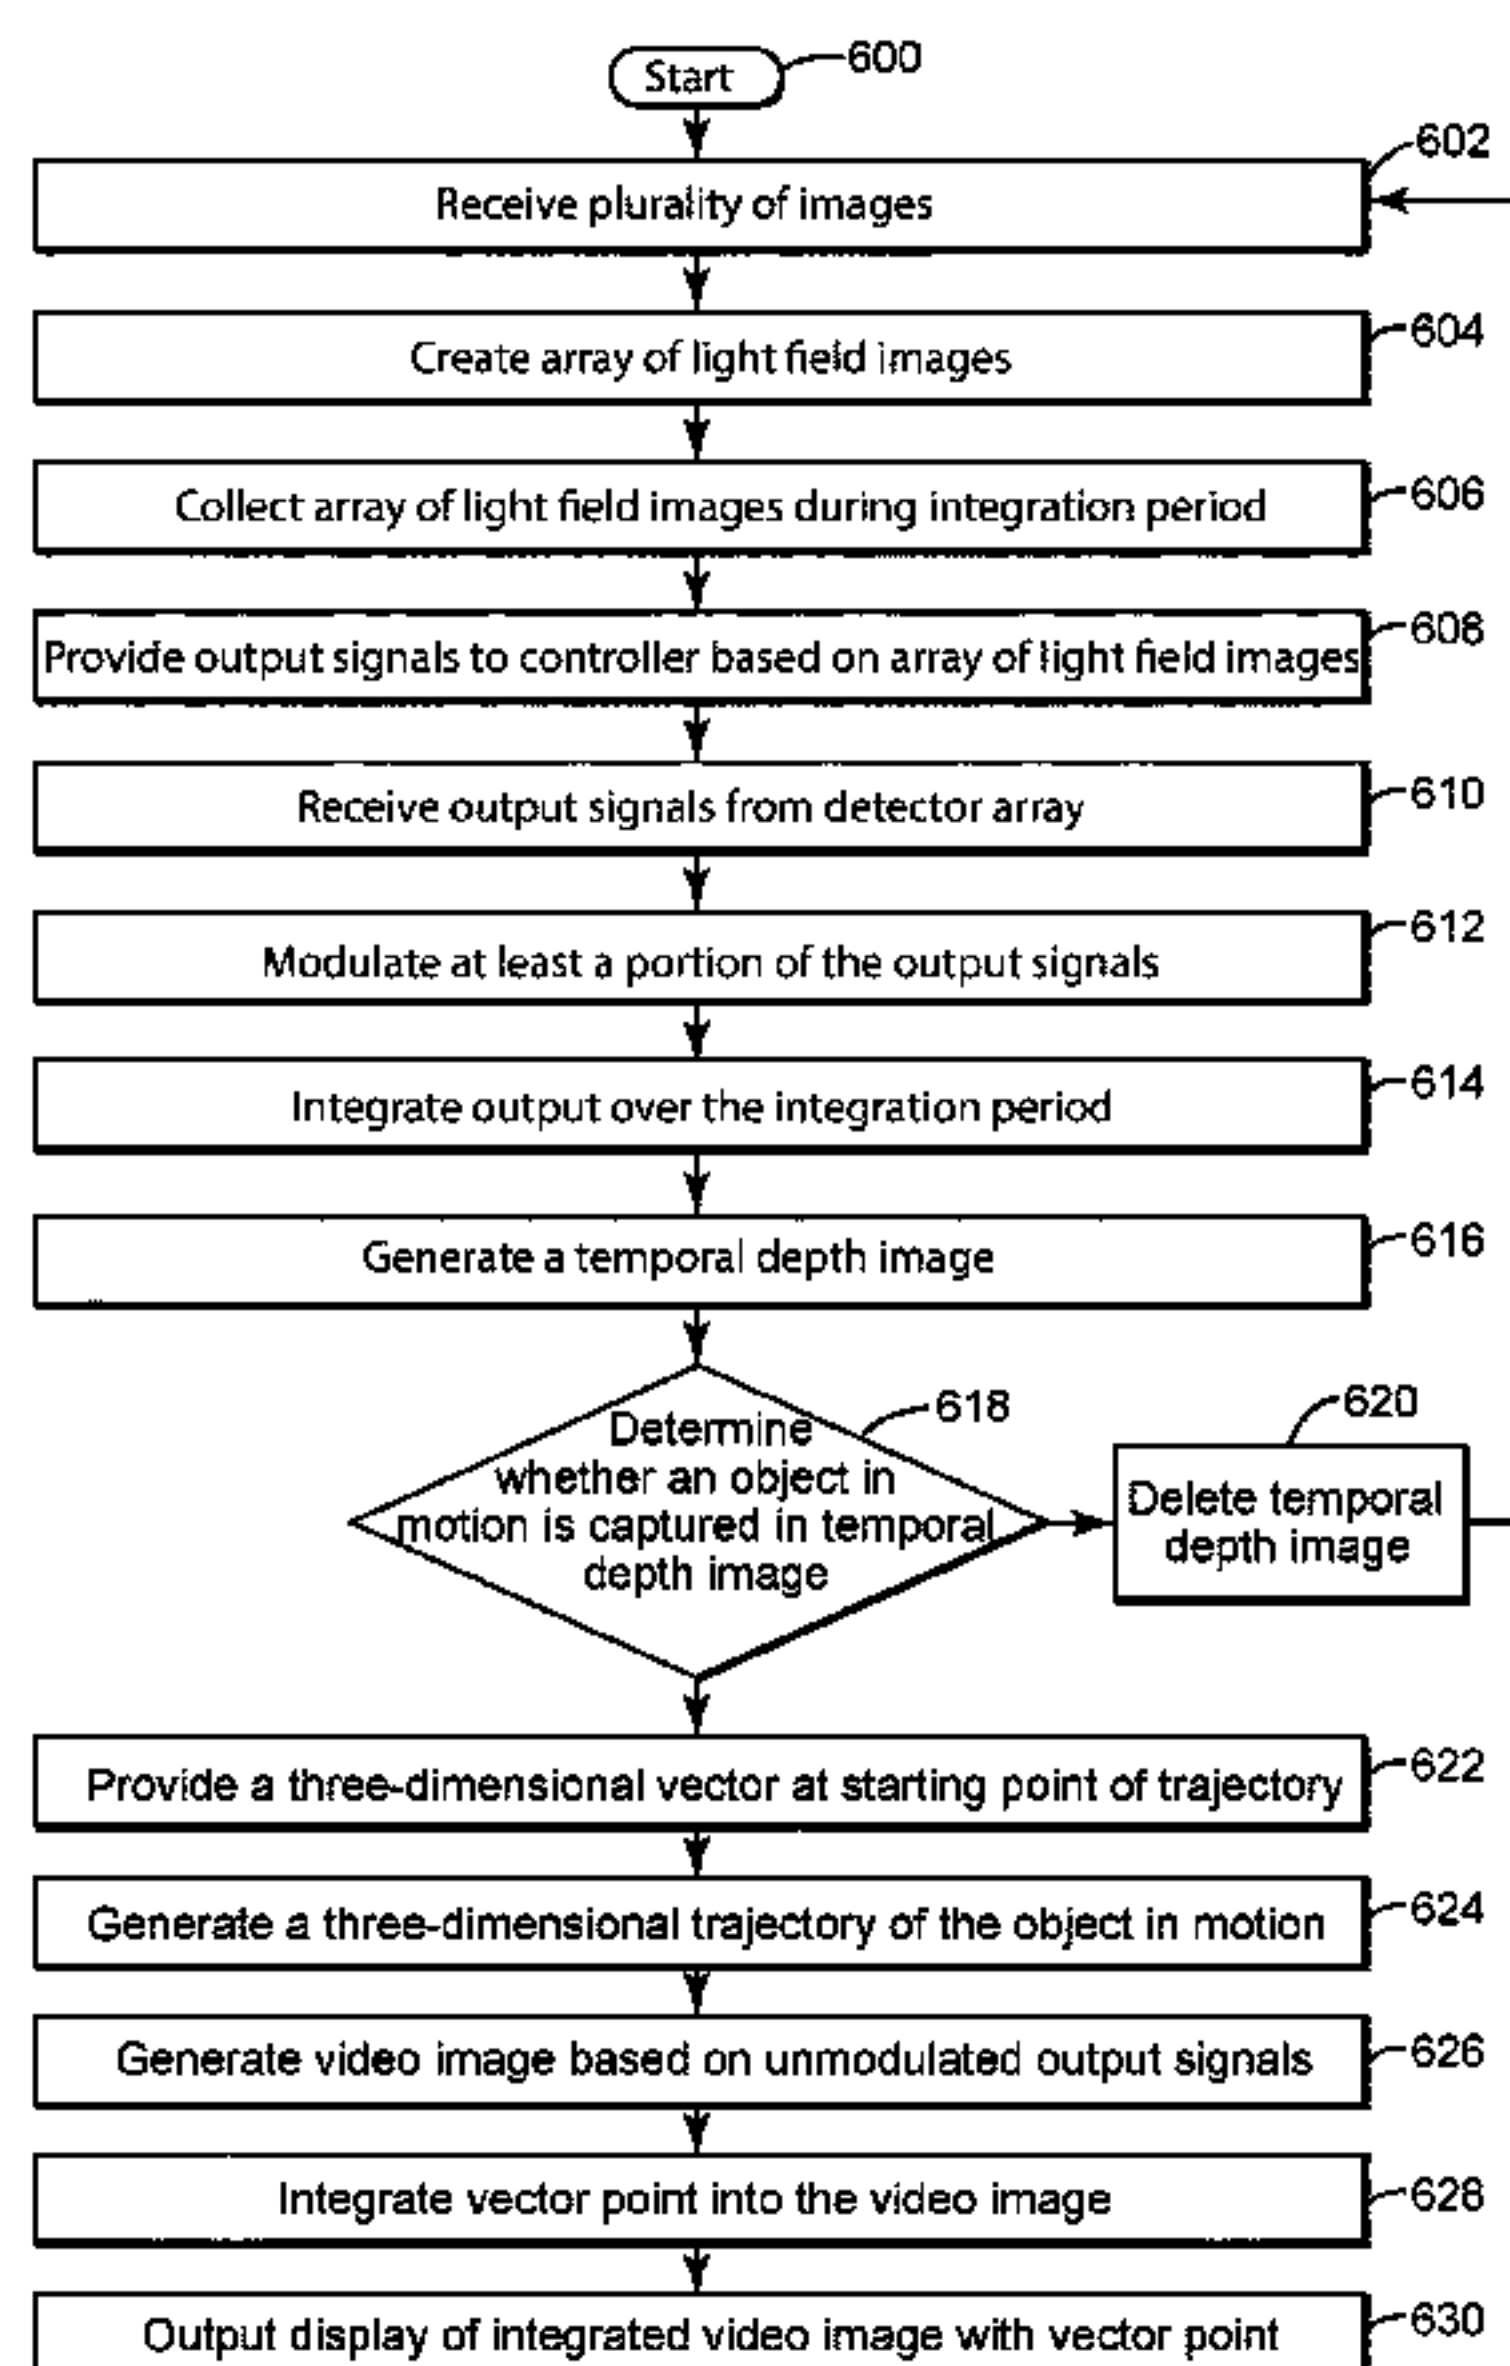 Start
600
602
Receive plurality of images
604
Create array of light field images
606
Collect array of light field images during integration period
608
Provide output signals to controller based on array of light field images
610
Receive output signals from detector array
612
Modulate at least a portion of the output signals
614
Integrate output over the integration period
616
Generate a temporal depth image
618
Determine
whether an object in
motion is captured in temporal
depth image
620
Delete temporal
depth image
622
Provide a three-dimensional vector at starting point of trajectory
624
Generate a three-dimensional trajectory of the object in motion
626
Generate video image based on unmodulated output signals
628
Integrate vector point into the video image
630
Output display of integrated video image with vector point